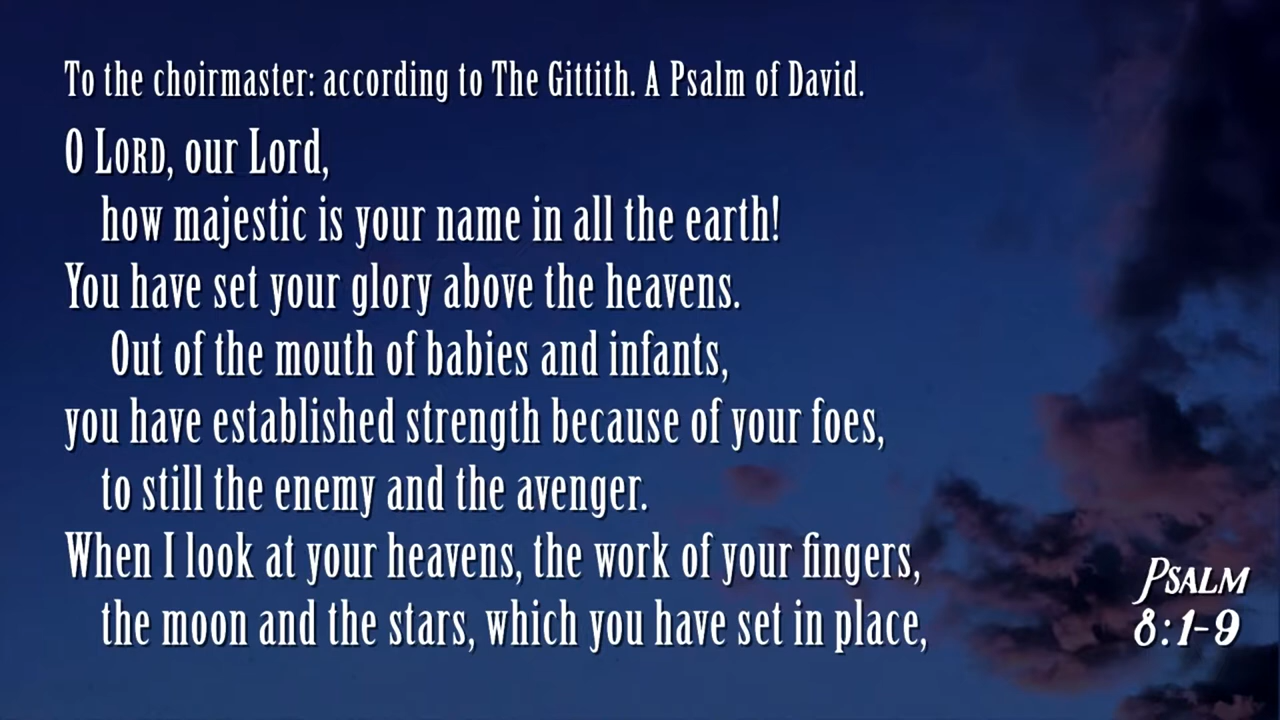 To the choirmaster: according to The Gittith. A Psalm of David.
O LORD, our Lord,
how majestic is your name in all the earth!
You have set your glory above the heavens.
Out of the mouth of babies and infants,
you have established strength because of your foes,
to still the enemy and the avenger.
When I look at your heavens, the work of your fingers,
the moon and the stars, which you have set in place,
PSALM
8:1-9